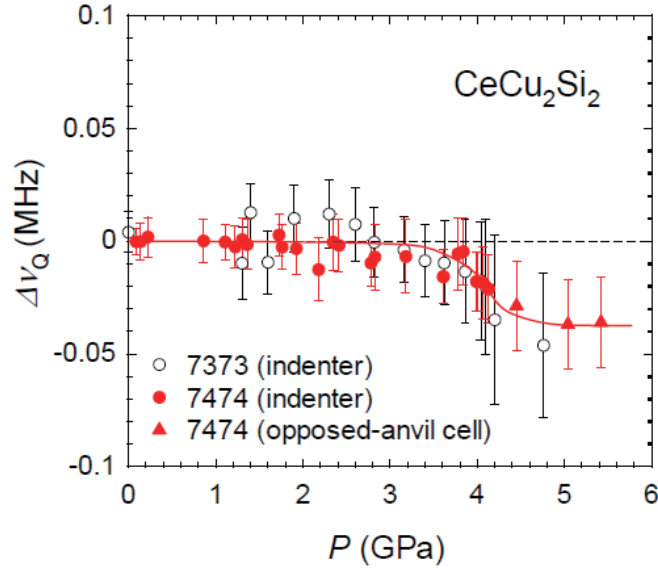 0.1
CeCu₂Si₂
0.05
0
Δν_Q (MHz)
-0.05
7373 (indenter)
7474 (indenter)
7474 (opposed-anvil cell)
-0.1
0 1 2 3 4 5 6
P (GPa)